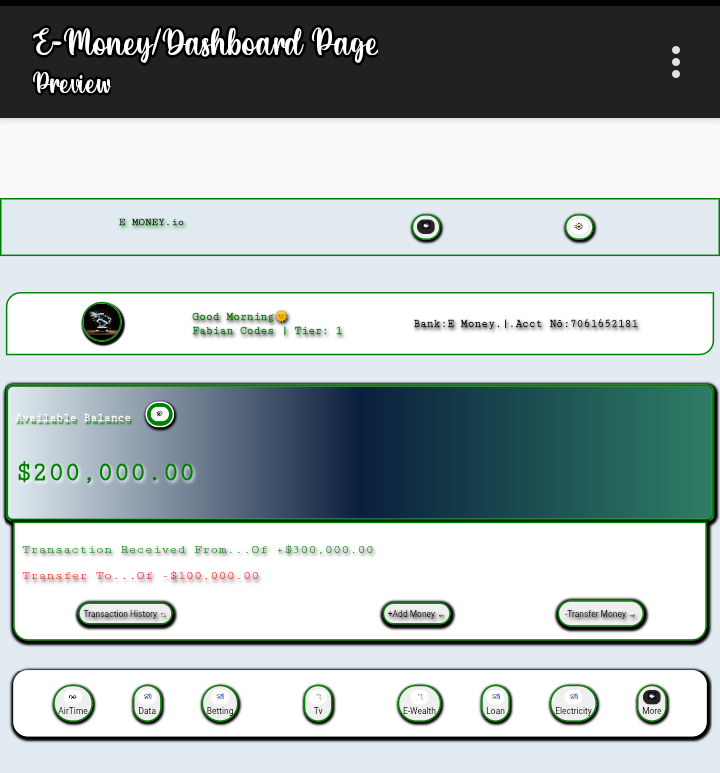 E-Money/Dashboard Page
Preview
E MONEY.io
Good Morning🌞
Fabian Codes | Tier: 1
Bank:E Money.|.Acct Nō:7061652181
Available Balance
$200,000.00
Transaction Received From...Of +$300,000.00
Transfer To...Of -$100,000.00
Transaction History
+Add Money ←
-Transfer Money →
AirTime
Data
Betting
Tv
E-Wealth
Loan
Electricity
More